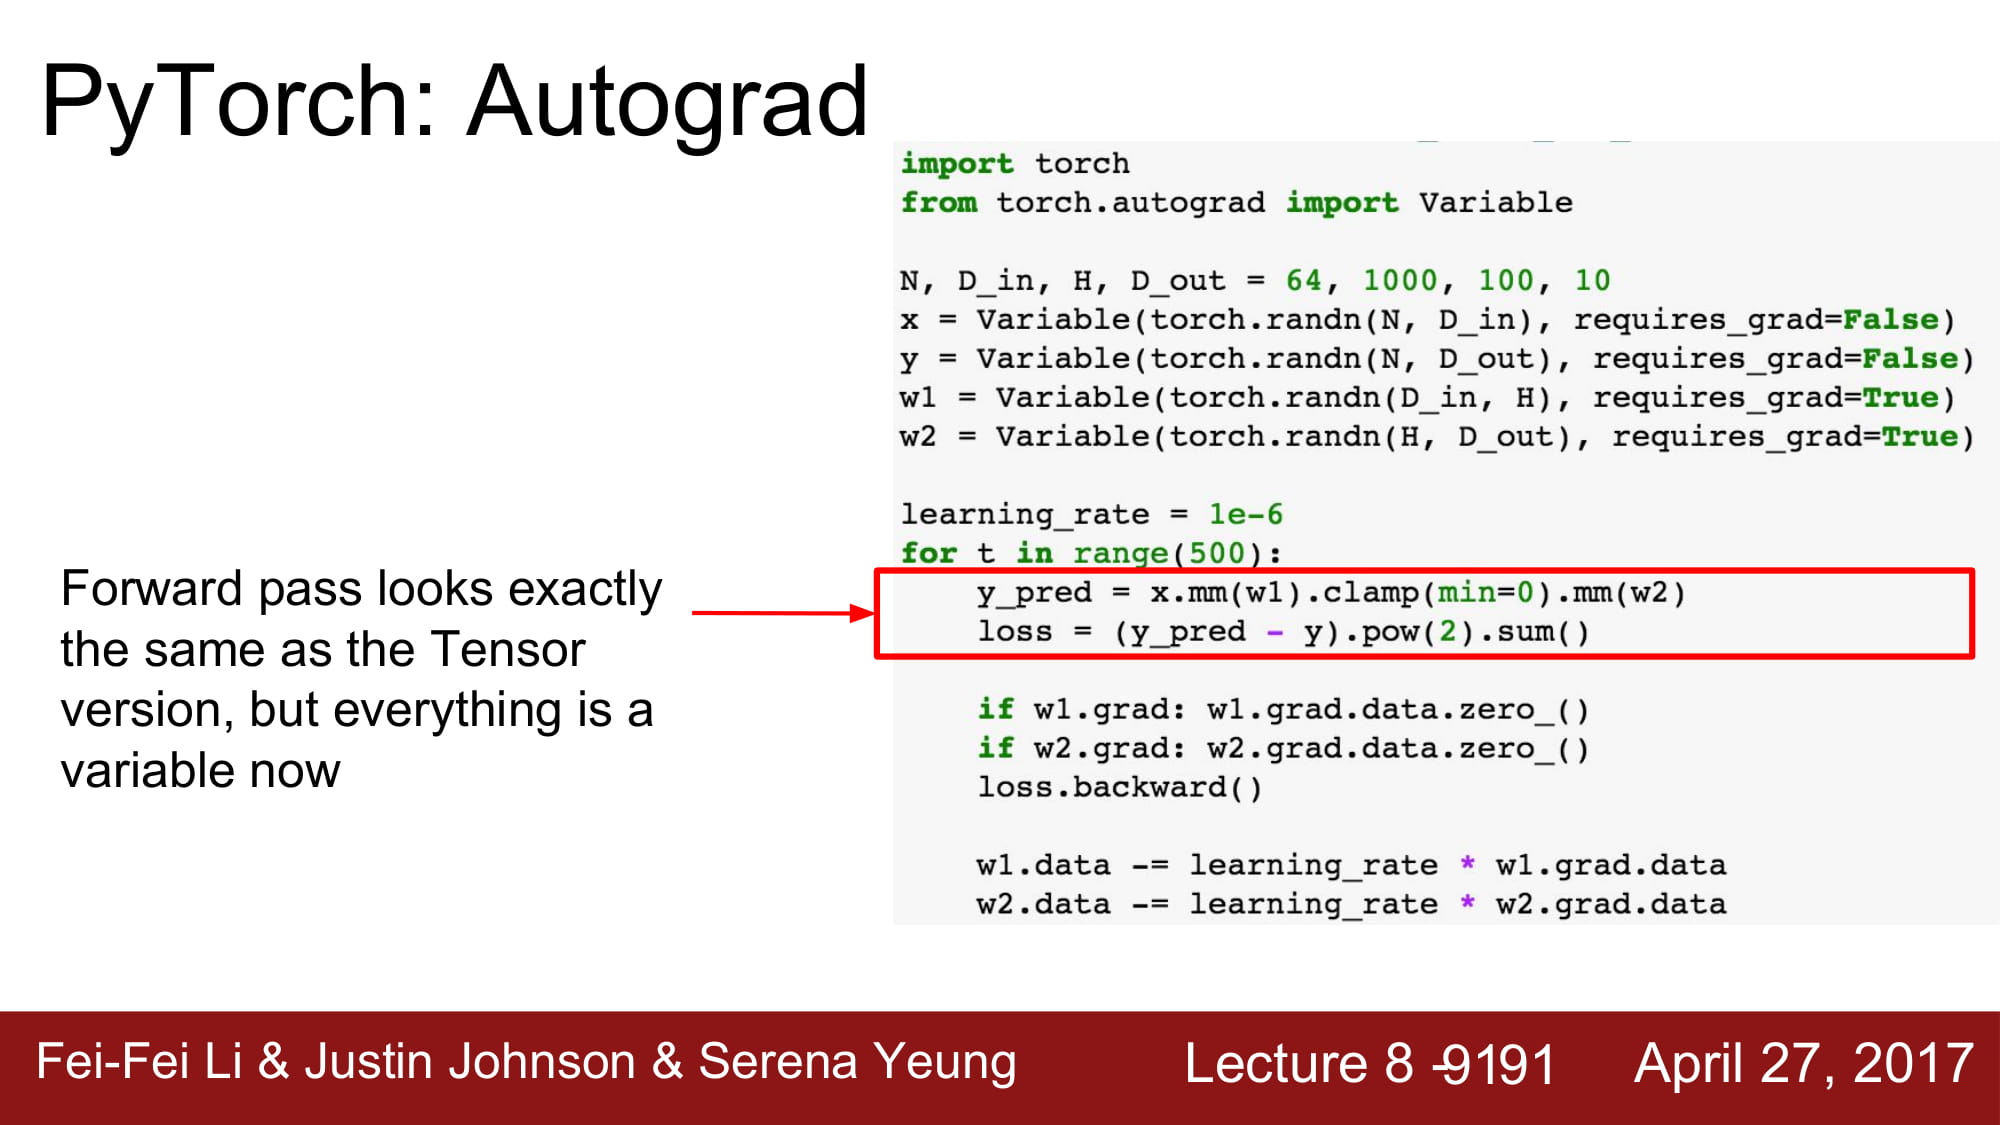 PyTorch: Autograd
import torch
from torch.autograd import Variable
N, D_in, H, D_out = 64, 1000, 100, 10
x = Variable(torch.randn(N, D_in), requires_grad=False)
y = Variable(torch.randn(N, D_out), requires_grad=False)
w1 = Variable(torch.randn(D_in, H), requires_grad=True)
w2 = Variable(torch.randn(H, D_out), requires_grad=True)
learning_rate = 1e-6
for t in range(500):
    y_pred = x.mm(w1).clamp(min=0).mm(w2)
    loss = (y_pred - y).pow(2).sum()
    if w1.grad: w1.grad.data.zero_()
    if w2.grad: w2.grad.data.zero_()
    loss.backward()
    w1.data -= learning_rate * w1.grad.data
    w2.data -= learning_rate * w2.grad.data
Forward pass looks exactly
the same as the Tensor
version, but everything is a
variable now
Fei-Fei Li & Justin Johnson & Serena Yeung
Lecture 8 -9191
April 27, 2017